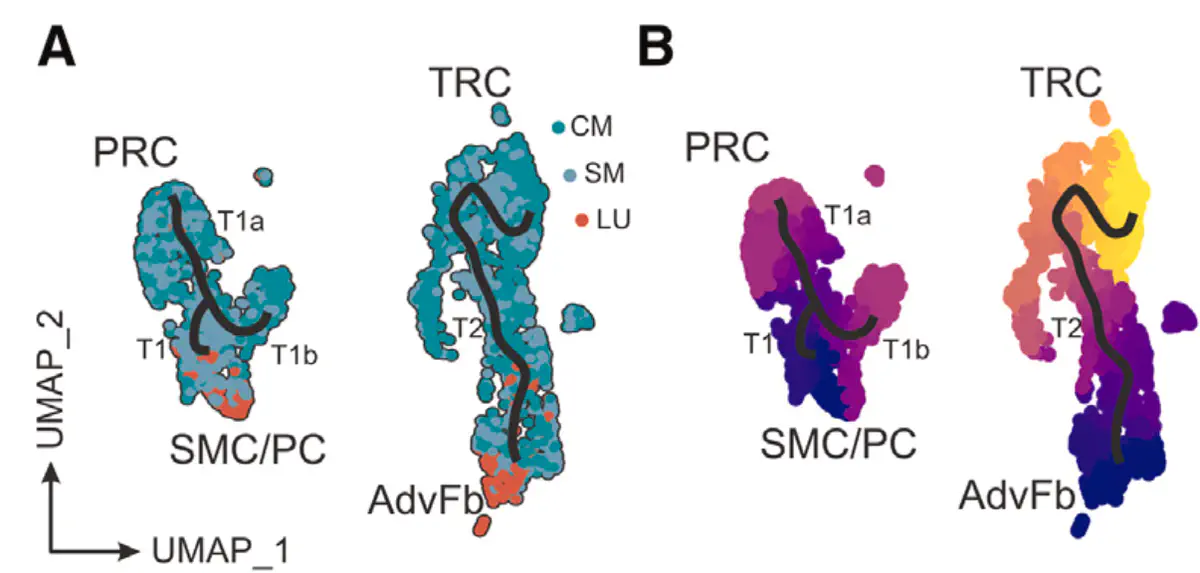 A
TRC
CM
SM
LU
PRC
T1a
T2
T1
T1b
SMC/PC
AdvFb
UMAP_2
UMAP_1
B
TRC
PRC
T1a
T2
T1
T1b
SMC/PC
AdvFb